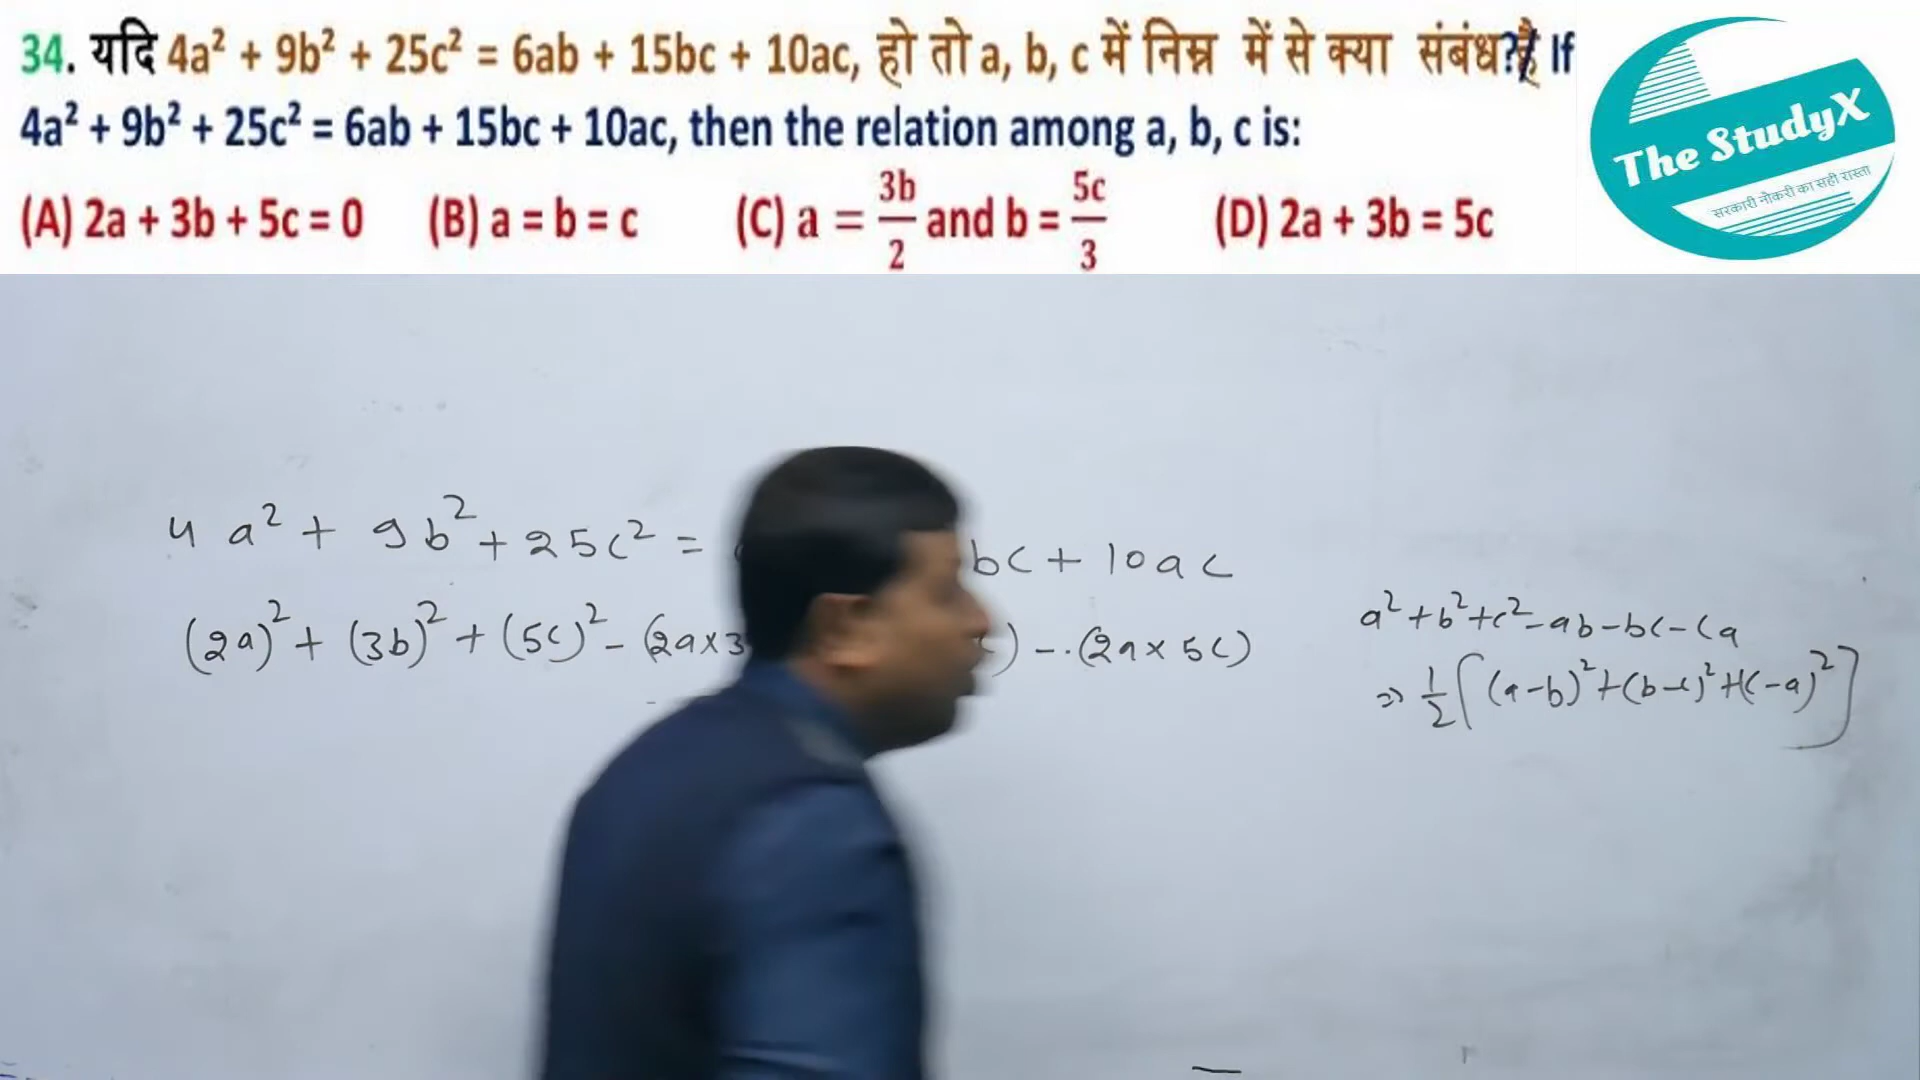 34. यदि 4a² + 9b² + 25c² = 6ab + 15bc + 10ac, हो तो a, b, c में निम्न में से क्या संबंध है? If
4a² + 9b² + 25c² = 6ab + 15bc + 10ac, then the relation among a, b, c is:
(A) 2a + 3b + 5c = 0 (B) a = b = c (C) a = 3b/2 and b = 5c/3 (D) 2a + 3b = 5c
The StudyX
सरकारी नौकरी का सही रास्ता
4a² + 9b² + 25c² = bc + 10ac
(2a)² + (3b)² + (5c)² - (2a×3 ) - (2a × 5c)
a² + b² + c² - ab - bc - ca
⇒ 1/2 [(a-b)² + (b-c)² + (c-a)²]